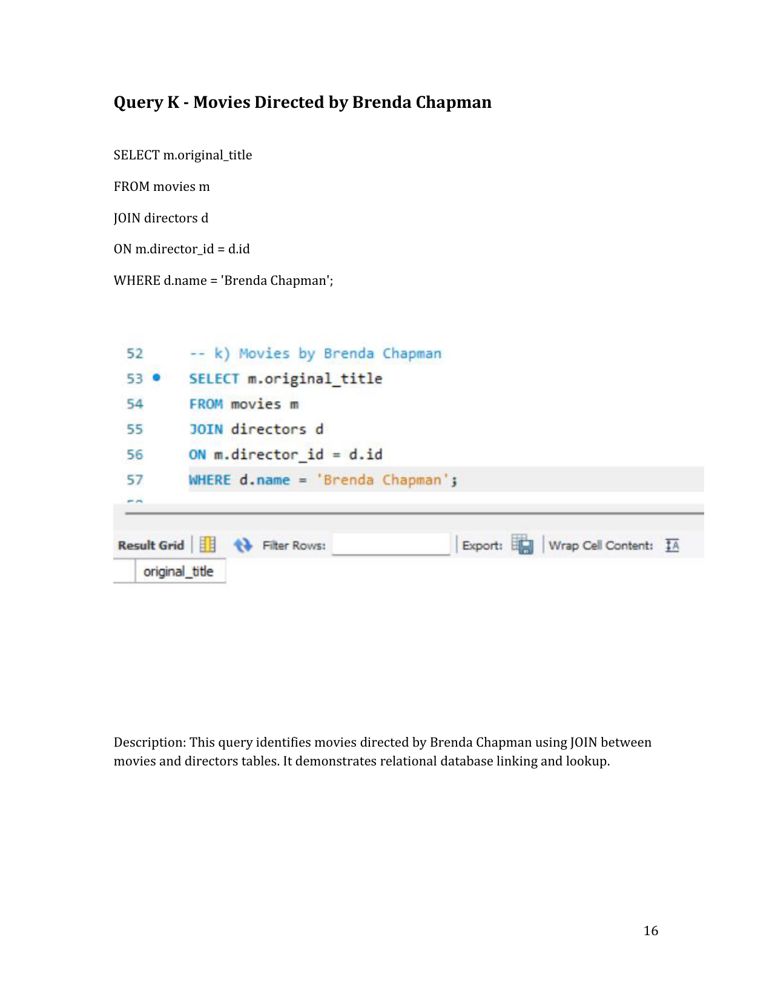 Query K - Movies Directed by Brenda Chapman
SELECT m.original_title
FROM movies m
JOIN directors d
ON m.director_id = d.id
WHERE d.name = 'Brenda Chapman';
52 -- k) Movies by Brenda Chapman
53 SELECT m.original_title
54 FROM movies m
55 JOIN directors d
56 ON m.director_id = d.id
57 WHERE d.name = 'Brenda Chapman';
Result Grid Filter Rows: Export: Wrap Cell Content:
original_title
Description: This query identifies movies directed by Brenda Chapman using JOIN between
movies and directors tables. It demonstrates relational database linking and lookup.
16